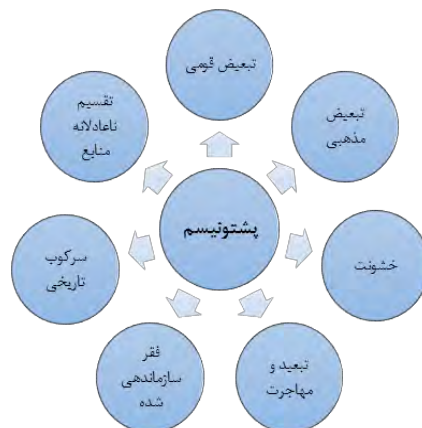 تبعیض قومی
تبعیض
مذهبی
خشونت
تبعید و
مهاجرت
فقر
سازماندهی
شده
سرکوب
تاریخی
تقسیم
ناعادلانه
منابع
پشتونیسم